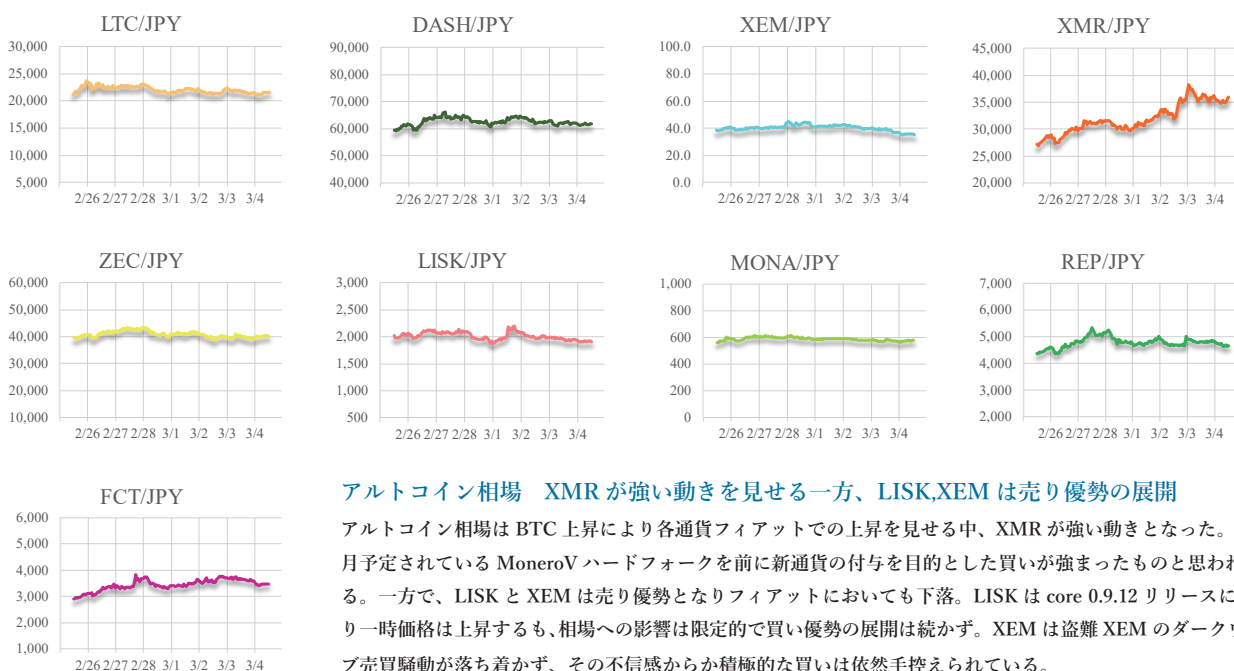 LTC/JPY
30,000
25,000
20,000
15,000
10,000
5,000
2/26 2/27 2/28 3/1 3/2 3/3 3/4
DASH/JPY
90,000
80,000
70,000
60,000
50,000
40,000
2/26 2/27 2/28 3/1 3/2 3/3 3/4
XEM/JPY
100.0
80.0
60.0
40.0
20.0
0.0
2/26 2/27 2/28 3/1 3/2 3/3 3/4
XMR/JPY
45,000
40,000
35,000
30,000
25,000
20,000
2/26 2/27 2/28 3/1 3/2 3/3 3/4
ZEC/JPY
60,000
50,000
40,000
30,000
20,000
10,000
2/26 2/27 2/28 3/1 3/2 3/3 3/4
LISK/JPY
3,000
2,500
2,000
1,500
1,000
500
2/26 2/27 2/28 3/1 3/2 3/3 3/4
MONA/JPY
1,000
800
600
400
200
0
2/26 2/27 2/28 3/1 3/2 3/3 3/4
REP/JPY
7,000
6,000
5,000
4,000
3,000
2,000
2/26 2/27 2/28 3/1 3/2 3/3 3/4
FCT/JPY
6,000
5,000
4,000
3,000
2,000
1,000
2/26 2/27 2/28 3/1 3/2 3/3 3/4
アルトコイン相場　XMR が強い動きを見せる一方、LISK,XEM は売り優勢の展開
アルトコイン相場は BTC 上昇により各通貨フィアットでの上昇を見せる中、XMR が強い動きとなった。
月予定されている MoneroV ハードフォークを前に新通貨の付与を目的とした買いが強まったものと思われ
る。一方で、LISK と XEM は売り優勢となりフィアットにおいても下落。LISK は core 0.9.12 リリースに
り一時価格は上昇するも、相場への影響は限定的で買い優勢の展開は続かず。XEM は盗難 XEM のダークウ
ブ売買騒動が落ち着かず、その不信感からか積極的な買いは依然手控えられている。